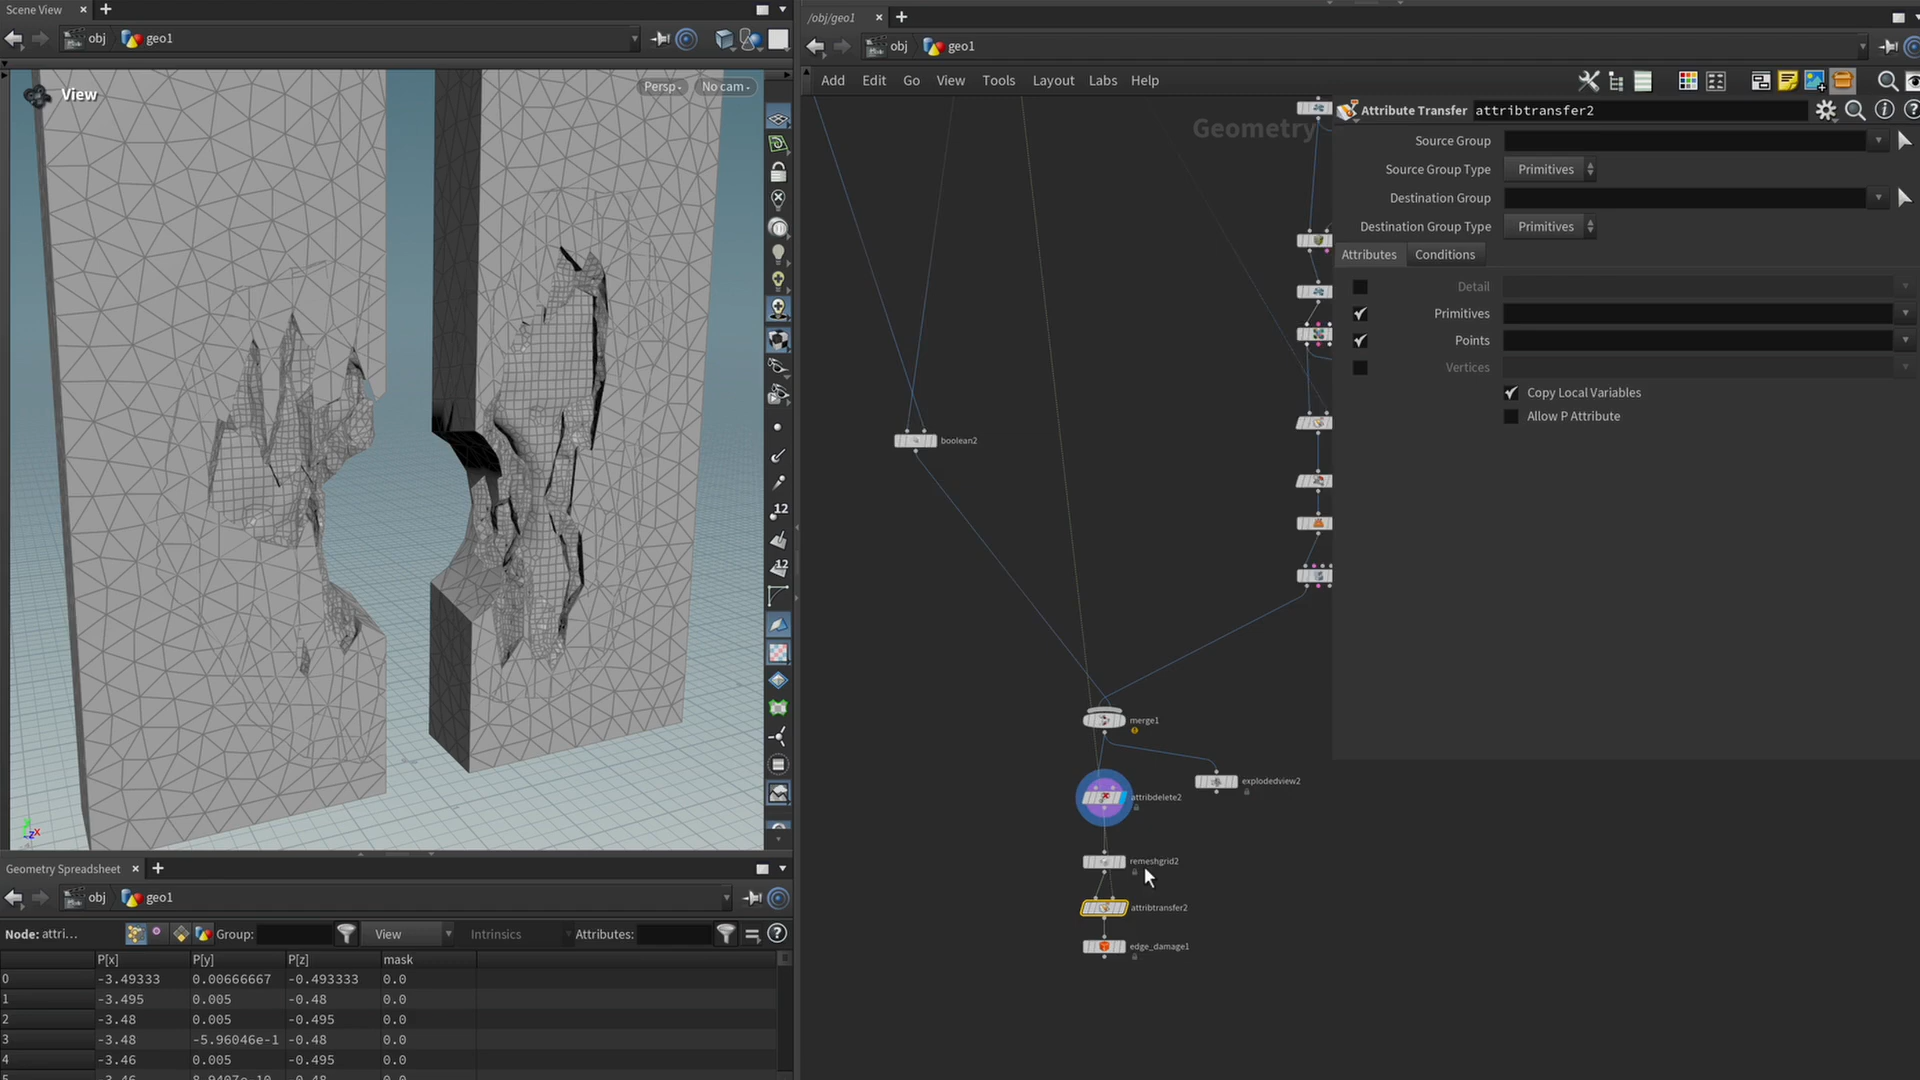 Scene View
obj
geo1
View
Persp
No cam
12
12
Geometry Spreadsheet
obj
geo1
Node: attri...
Group:
View
Intrinsics
Attributes:
P[x] P[y] P[z] mask
0 -3.49333 0.00666667 -0.493333 0.0
1 -3.495 0.005 -0.48 0.0
2 -3.48 0.005 -0.495 0.0
3 -3.48 -5.96046e-1 -0.48 0.0
4 -3.46 0.005 -0.495 0.0
/obj/geo1
obj
geo1
Add Edit Go View Tools Layout Labs Help
Geometry
boolean2
merge1
explodedview2
attribdelete2
remeshgrid2
attribtransfer2
edge_damage1
Attribute Transfer attribtransfer2
Source Group
Source Group Type Primitives
Destination Group
Destination Group Type Primitives
Attributes Conditions
Detail
Primitives
Points
Vertices
Copy Local Variables
Allow P Attribute